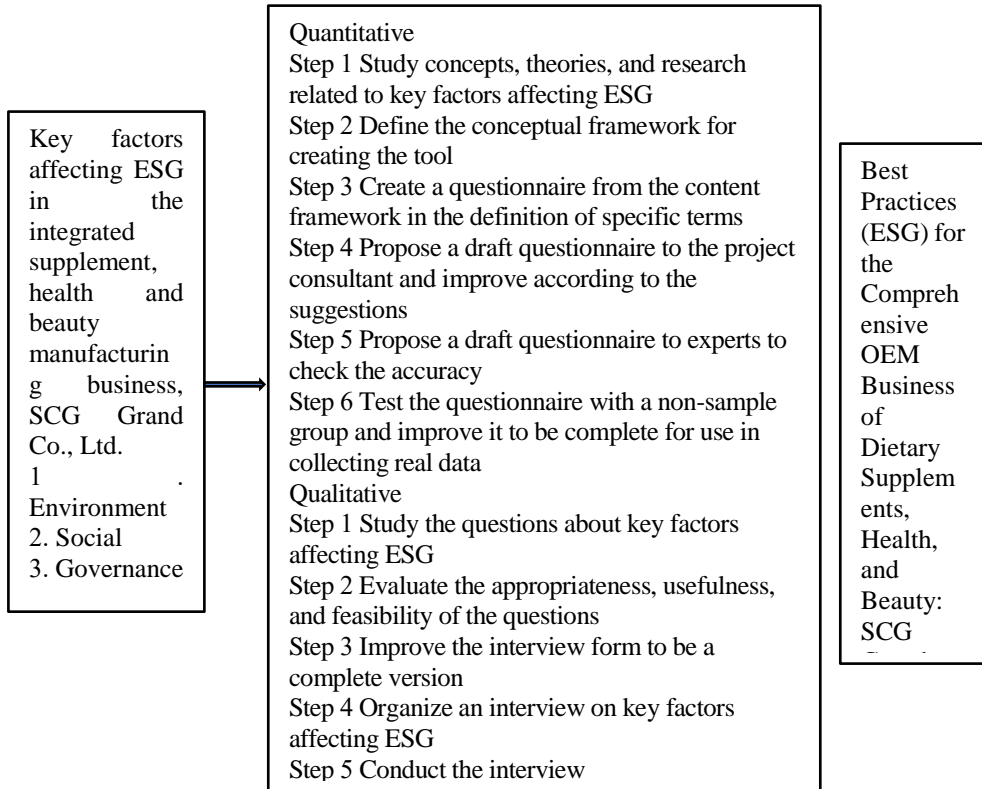 Key factors
affecting ESG
in the
integrated
supplement,
health and
beauty
manufacturin
g business,
SCG Grand
Co., Ltd.
1 .
Environment
2. Social
3. Governance
Quantitative
Step 1 Study concepts, theories, and research
related to key factors affecting ESG
Step 2 Define the conceptual framework for
creating the tool
Step 3 Create a questionnaire from the content
framework in the definition of specific terms
Step 4 Propose a draft questionnaire to the project
consultant and improve according to the
suggestions
Step 5 Propose a draft questionnaire to experts to
check the accuracy
Step 6 Test the questionnaire with a non-sample
group and improve it to be complete for use in
collecting real data
Qualitative
Step 1 Study the questions about key factors
affecting ESG
Step 2 Evaluate the appropriateness, usefulness,
and feasibility of the questions
Step 3 Improve the interview form to be a
complete version
Step 4 Organize an interview on key factors
affecting ESG
Step 5 Conduct the interview
Best
Practices
(ESG) for
the
Compreh
ensive
OEM
Business
of
Dietary
Supplem
ents,
Health,
and
Beauty:
SCG